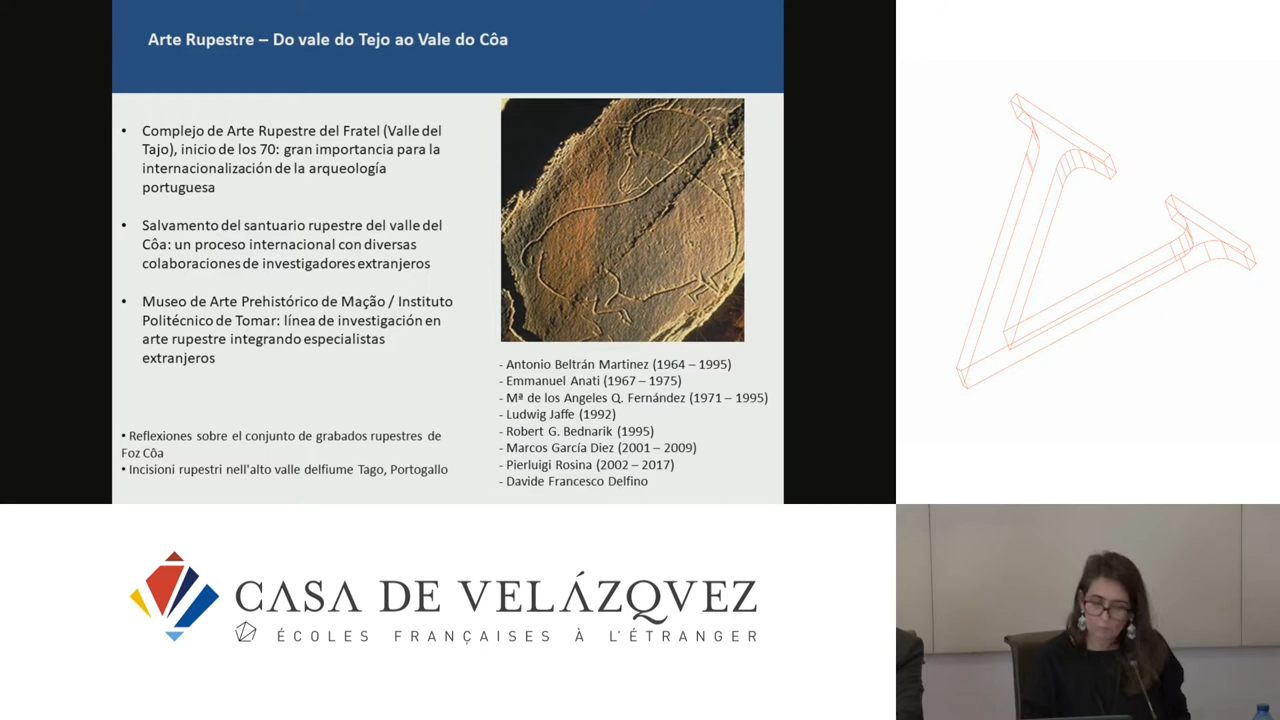 Arte Rupestre – Do vale do Tejo ao Vale do Côa
• Complejo de Arte Rupestre del Fratel (Valle del
Tajo), inicio de los 70: gran importancia para la
internacionalización de la arqueología
portuguesa
• Salvamento del santuario rupestre del valle del
Côa: un proceso internacional con diversas
colaboraciones de investigadores extranjeros
• Museo de Arte Prehistórico de Mação / Instituto
Politécnico de Tomar: línea de investigación en
arte rupestre integrando especialistas
extranjeros
• Reflexiones sobre el conjunto de grabados rupestres de
Foz Côa
• Incisioni rupestri nell'alto valle delfiume Tago, Portogallo
- Antonio Beltrán Martinez (1964 – 1995)
- Emmanuel Anati (1967 – 1975)
- Mª de los Angeles Q. Fernández (1971 – 1995)
- Ludwig Jaffe (1992)
- Robert G. Bednarik (1995)
- Marcos García Diez (2001 – 2009)
- Pierluigi Rosina (2002 – 2017)
- Davide Francesco Delfino
CASA DE VELÁZQVEZ
ÉCOLES FRANÇAISES À L'ÉTRANGER